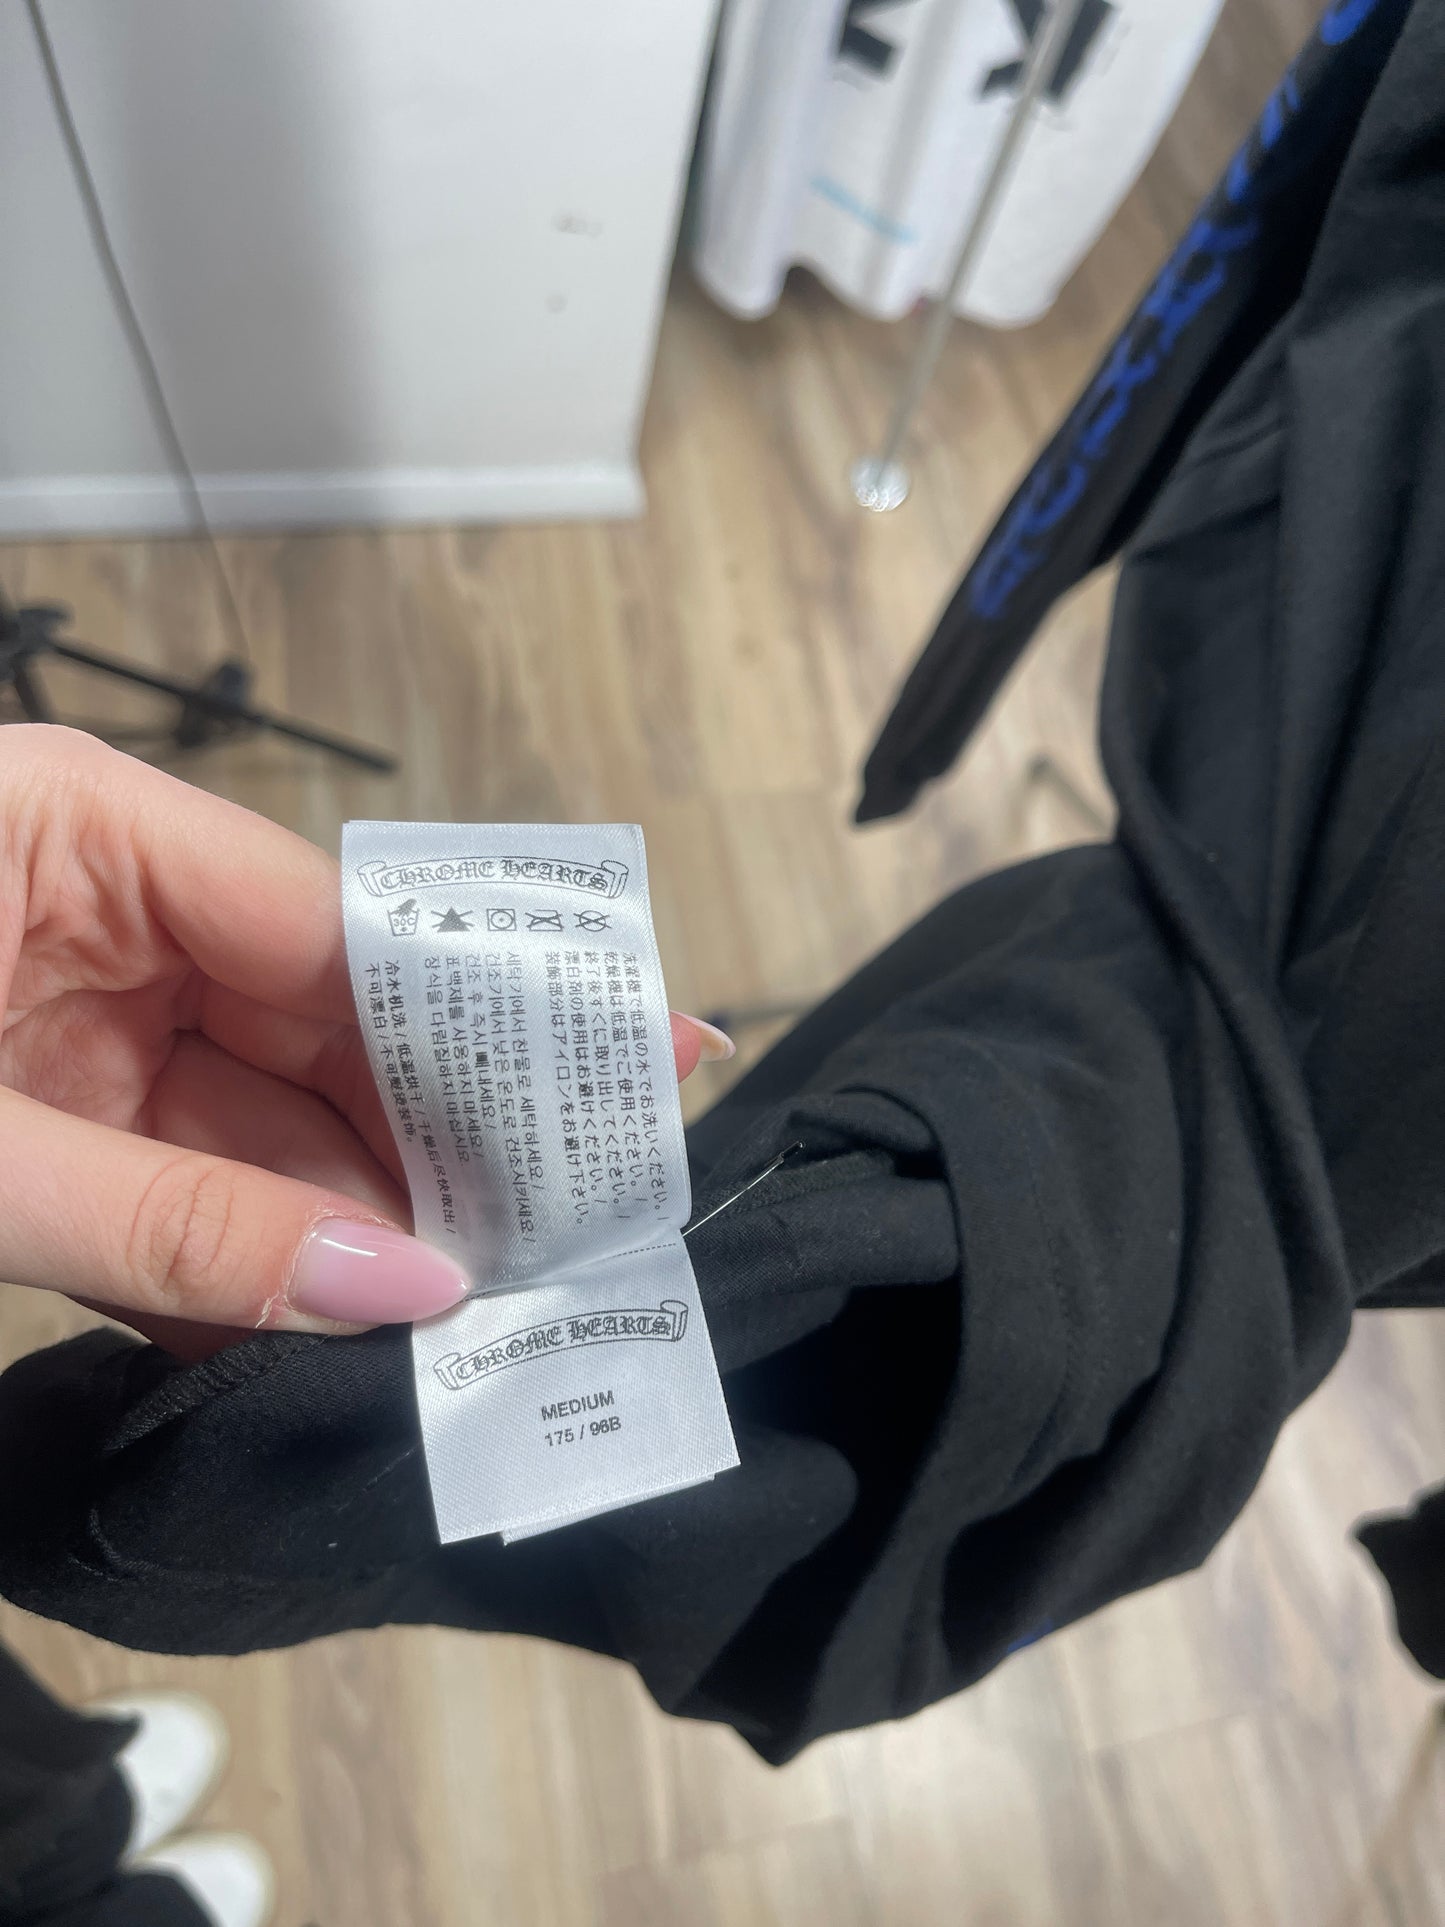 CHROME HEARTS
30C
洗濯機で低温の水でお洗いください。/
乾燥機は低温でご使用ください。/
終了後すぐに取り出してください。/
漂白剤の使用はお避けください。/
装飾部分はアイロンをお避け下さい。
세탁기에서 찬물로 세탁하세요/
건조기에서 낮은 온도로 건조시키세요/
건조 후 즉시 빼내세요/
표백제를 사용하지 마세요/
장식을 다림질하지 마십시요
冷水机洗/低温烘干/干燥后尽快取出/
不可漂白/不可熨烫装饰。
CHROME HEARTS
MEDIUM
175 / 96B